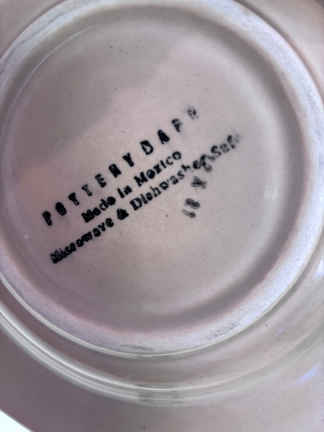 POTTERY BARN
Made in Mexico
Microwave & Dishwasher Safe